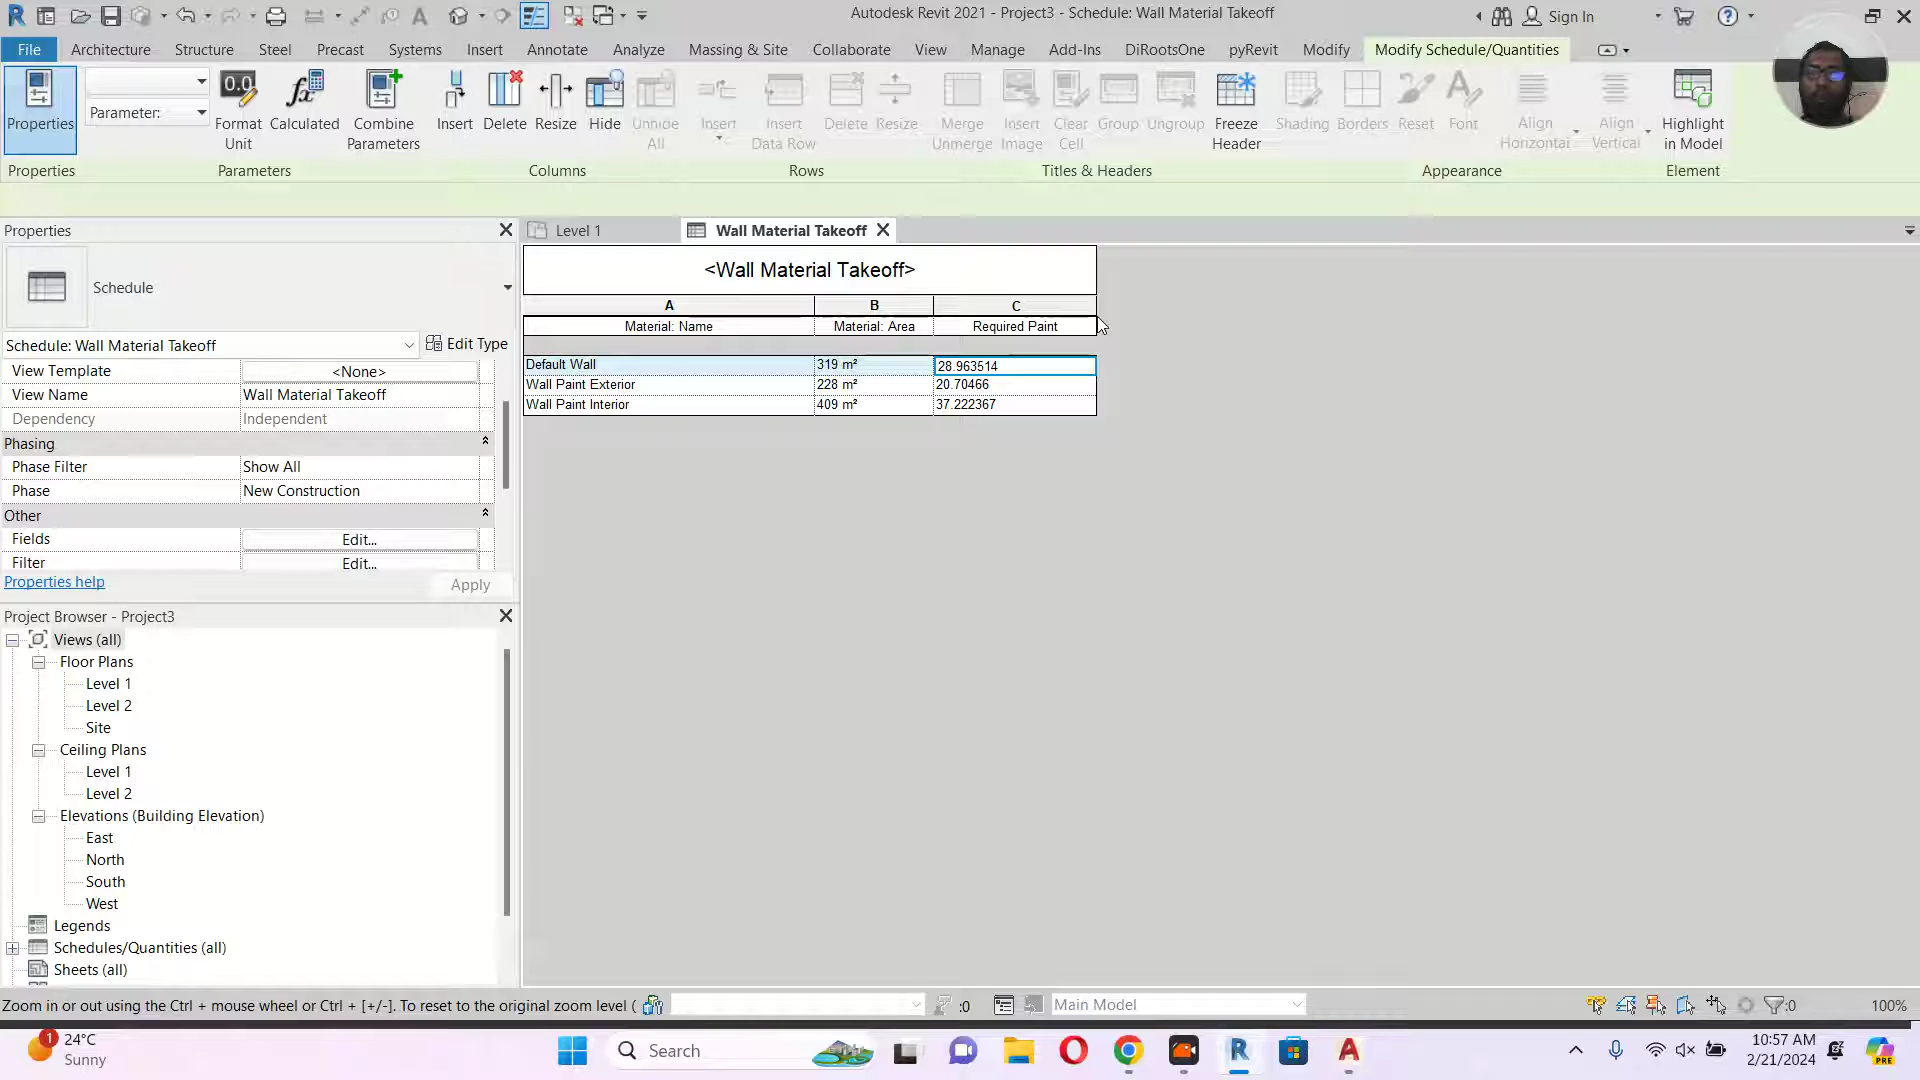 Autodesk Revit 2021 - Project3 - Schedule: Wall Material Takeoff
Sign In
File Architecture Structure Steel Precast Systems Insert Annotate Analyze Massing & Site Collaborate View Manage Add-Ins DiRootsOne pyRevit Modify Modify Schedule/Quantities
Properties
Parameter:
Format Unit
Calculated
Combine Parameters
Insert
Delete
Resize
Hide
Unhide All
Insert
Insert Data Row
Delete
Resize
Merge Unmerge
Insert Image
Clear Cell
Group
Ungroup
Freeze Header
Shading
Borders
Reset
Font
Align Horizontal
Align Vertical
Highlight in Model
Properties Parameters Columns Rows Titles & Headers Appearance Element
Properties
Schedule
Schedule: Wall Material Takeoff
Edit Type
View Template <None>
View Name Wall Material Takeoff
Dependency Independent
Phasing
Phase Filter Show All
Phase New Construction
Other
Fields Edit...
Filter Edit...
Properties help
Apply
Project Browser - Project3
Views (all)
Floor Plans
Level 1
Level 2
Site
Ceiling Plans
Level 1
Level 2
Elevations (Building Elevation)
East
North
South
West
Legends
Schedules/Quantities (all)
Sheets (all)
Level 1
Wall Material Takeoff
<Wall Material Takeoff>
A B C
Material: Name Material: Area Required Paint
Default Wall 319 m² 28.963514
Wall Paint Exterior 228 m² 20.70466
Wall Paint Interior 409 m² 37.222367
Zoom in or out using the Ctrl + mouse wheel or Ctrl + [+/-]. To reset to the original zoom level (
:0
Main Model
:0
100%
1
24°C
Sunny
Search
10:57 AM
2/21/2024
PRE